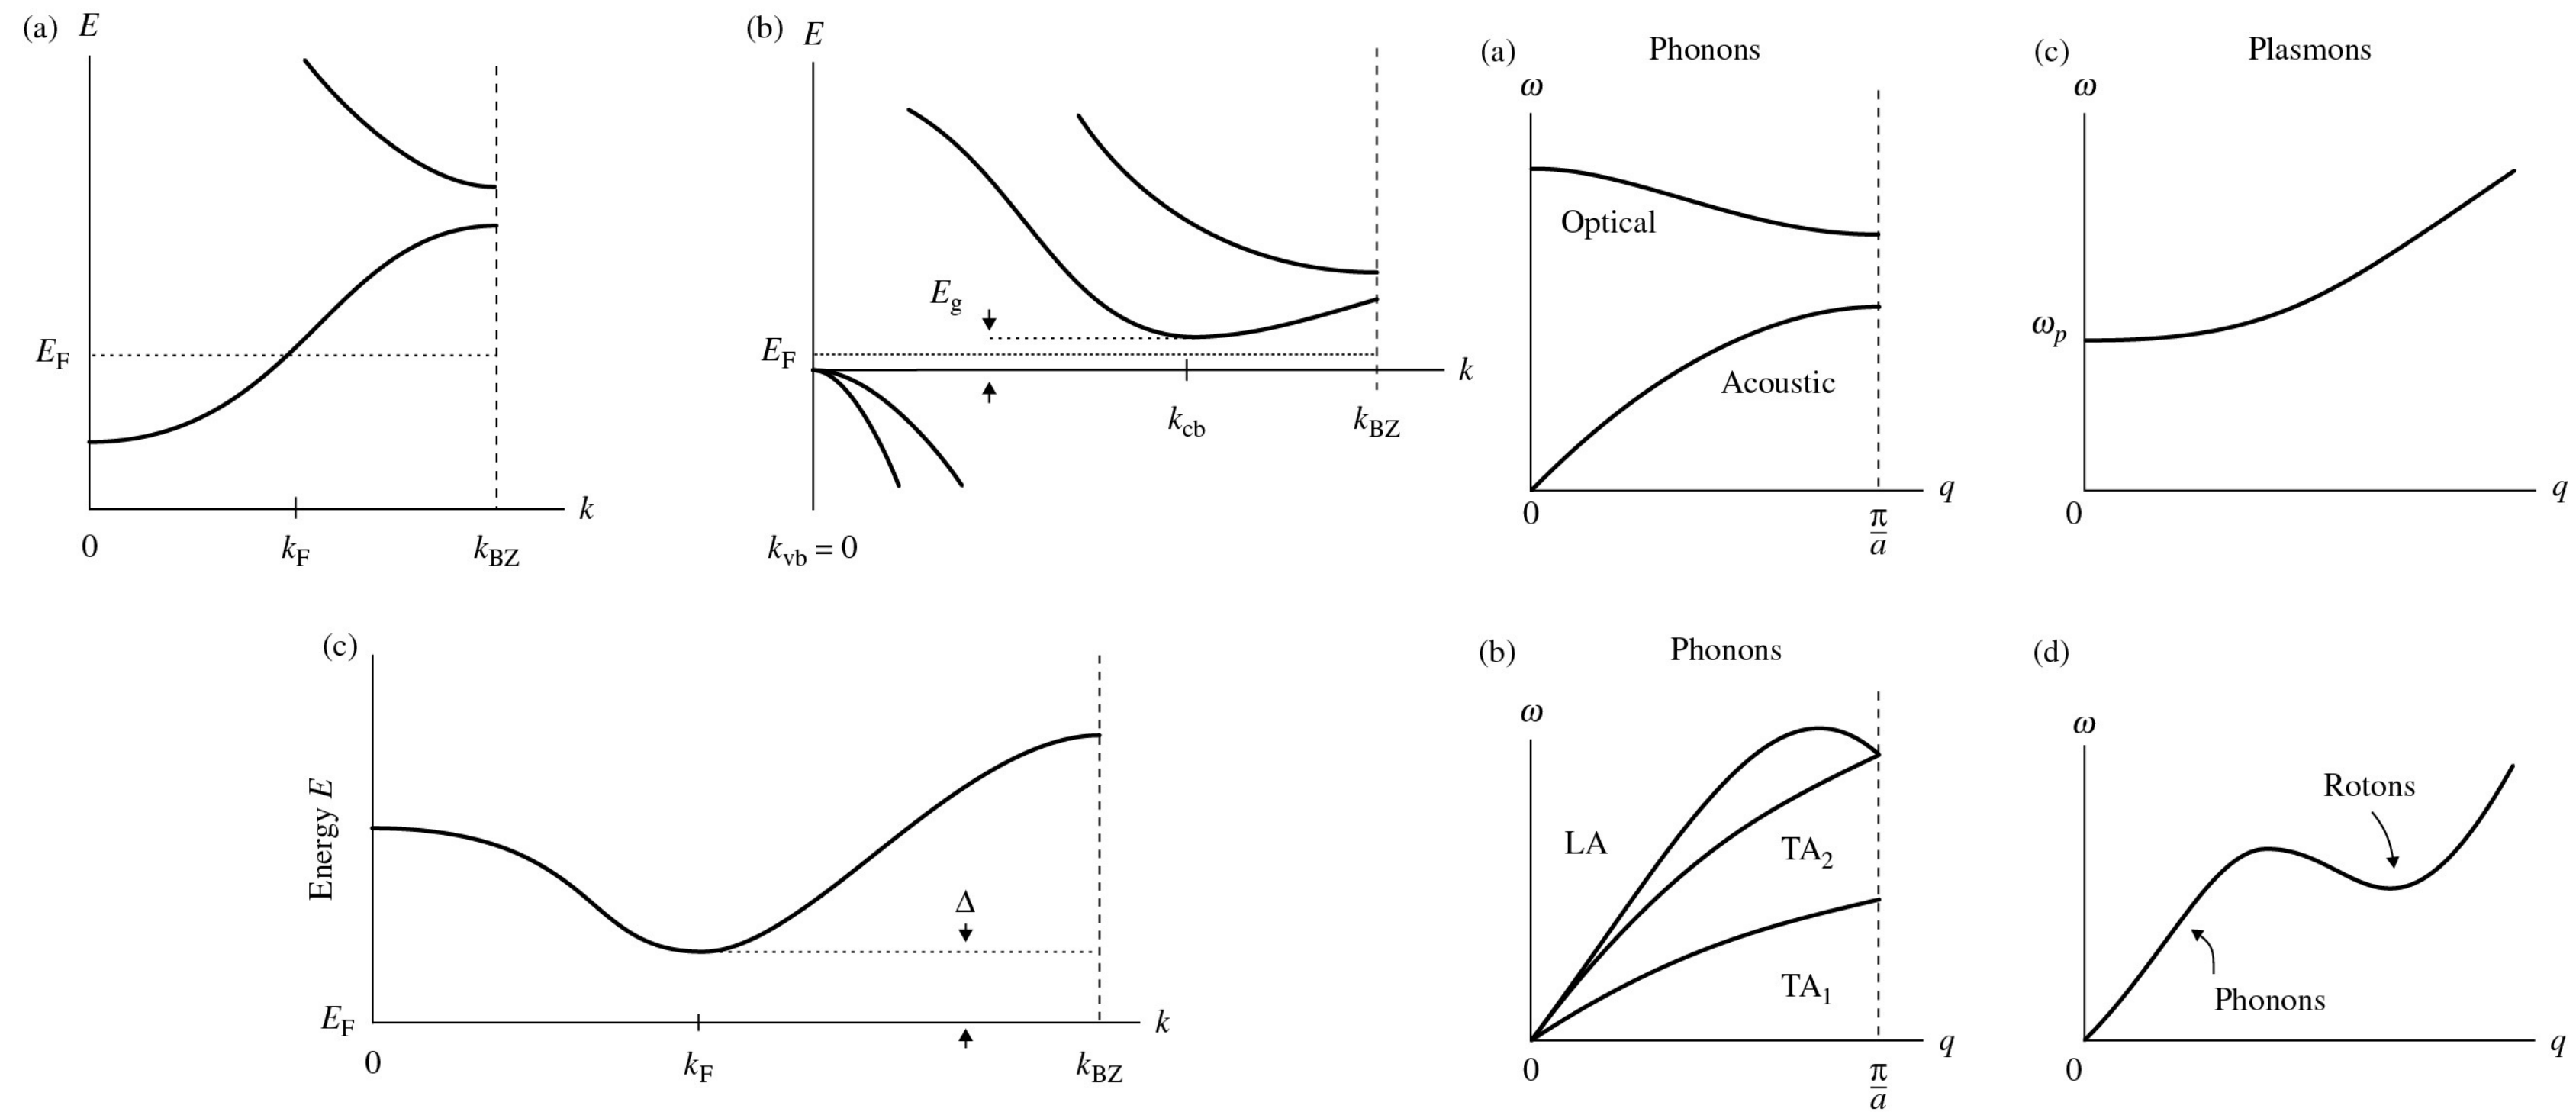 (a) E
E_F
0 k_F k_BZ k
(b) E
E_g
E_F
k
k_cb k_BZ
k_vb = 0
(c)
Energy E
Δ
E_F
0 k_F k_BZ k
(a) Phonons
ω
Optical
Acoustic
q
0 π/a
(c) Plasmons
ω
ω_p
q
0
(b) Phonons
ω
LA
TA_2
TA_1
q
0 π/a
(d)
ω
Rotons
Phonons
q
0